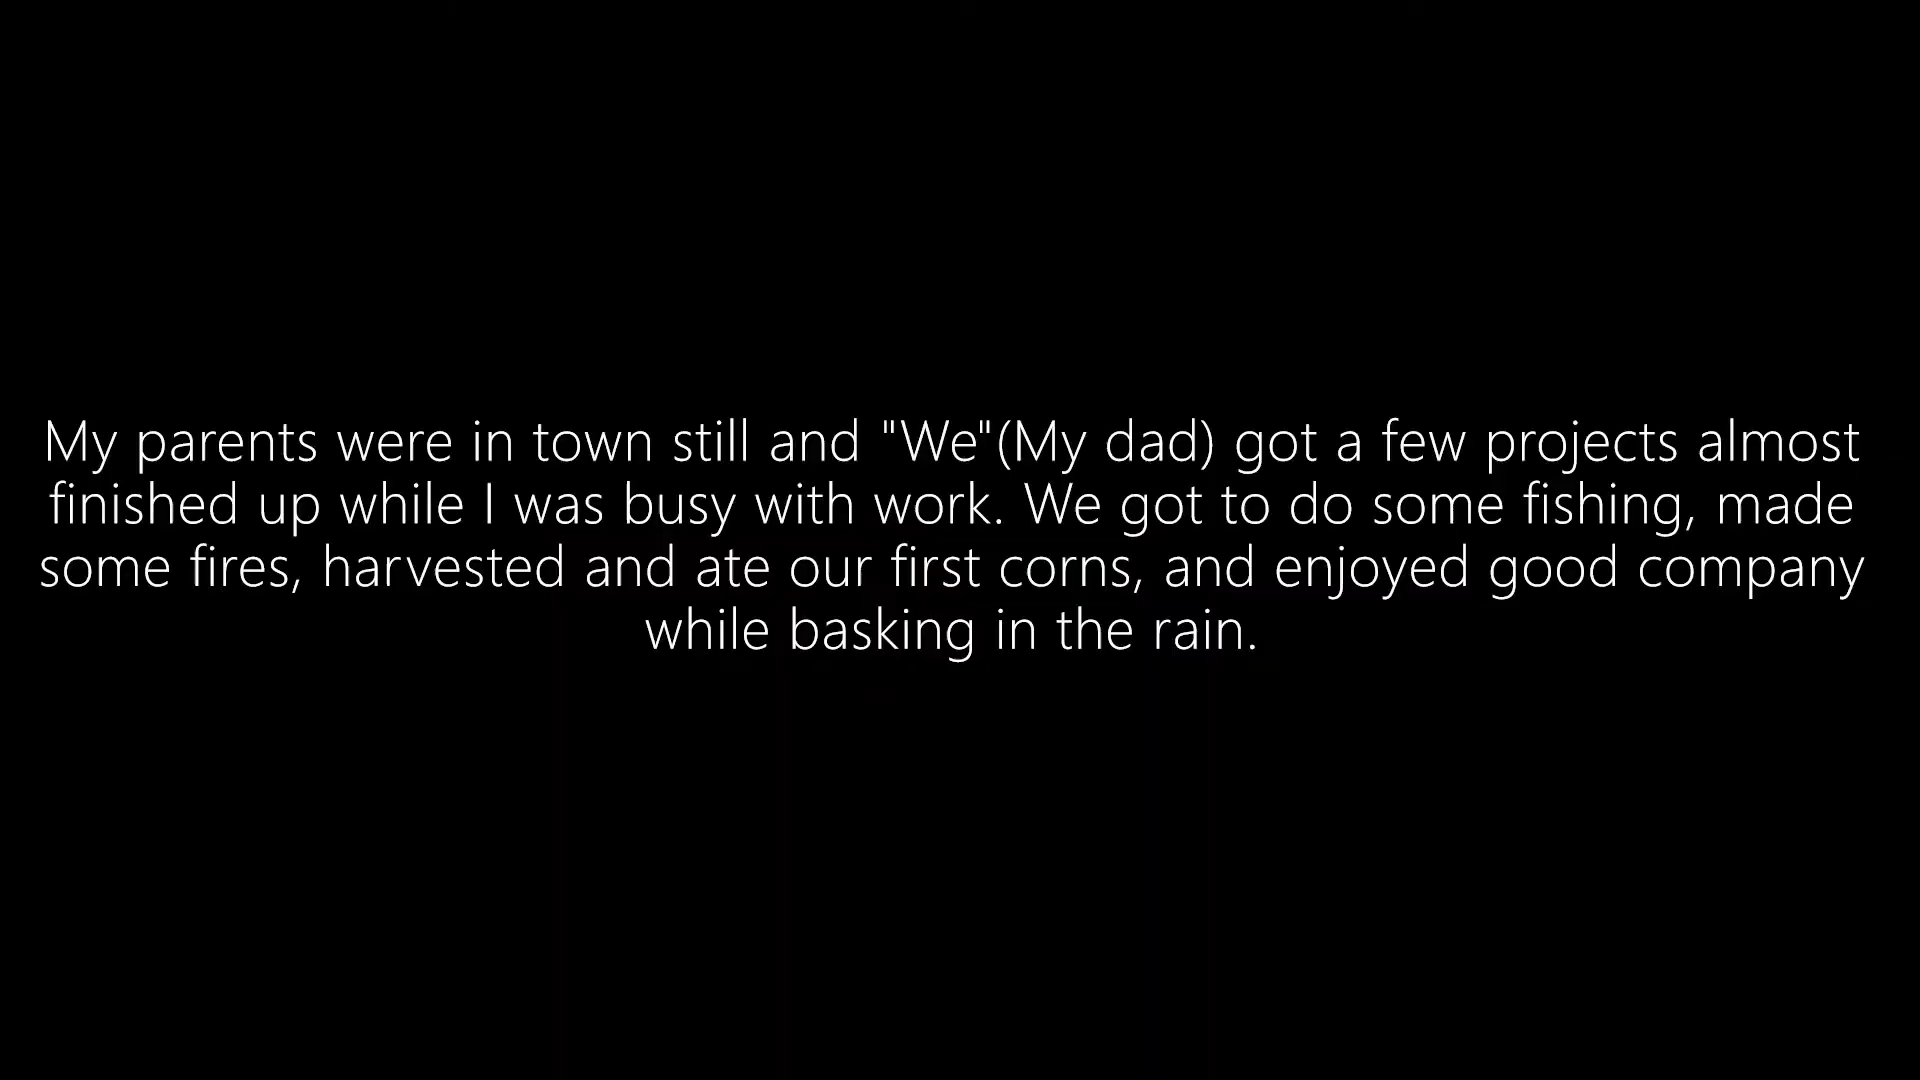 My parents were in town still and "We"(My dad) got a few projects almost
finished up while I was busy with work. We got to do some fishing, made
some fires, harvested and ate our first corns, and enjoyed good company
while basking in the rain.